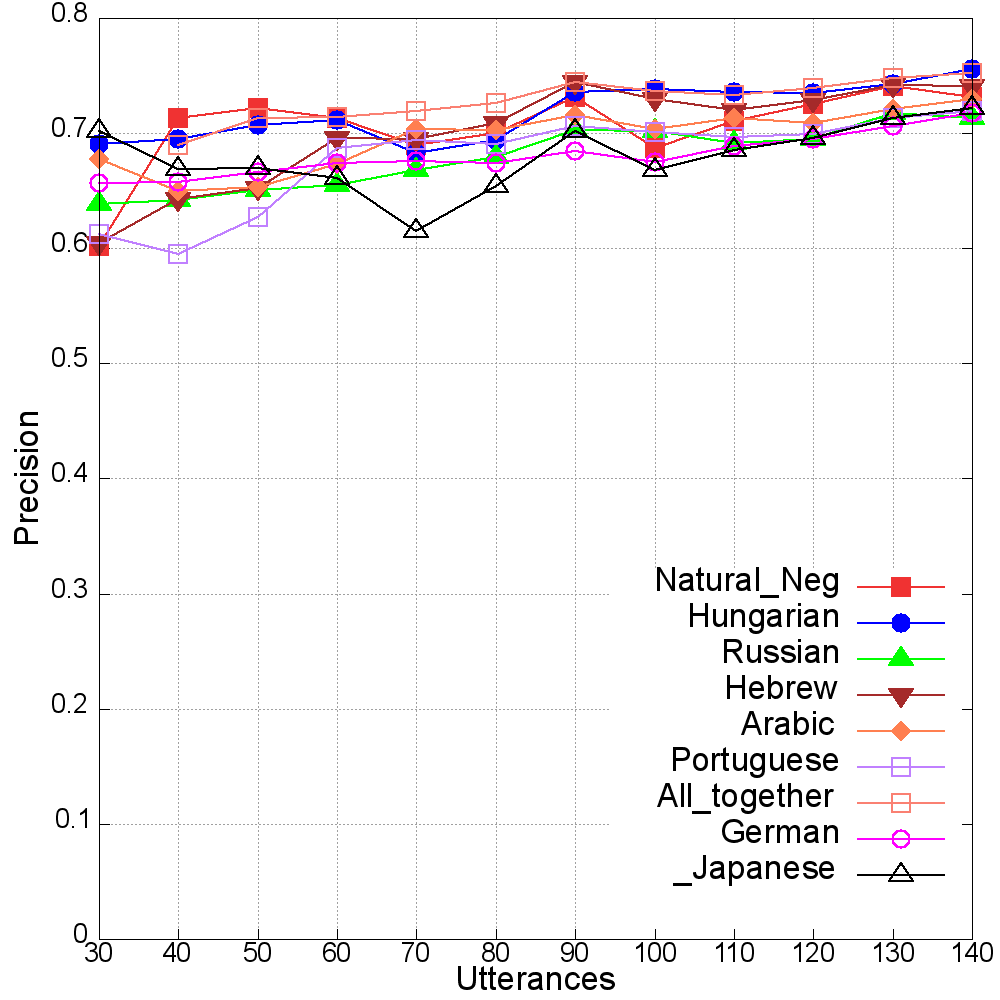 0.8
0.7
0.6
0.5
0.4
0.3
0.2
0.1
0
Precision
Natural_Neg
Hungarian
Russian
Hebrew
Arabic
Portuguese
All_together
German
_Japanese
30 40 50 60 70 80 90 100 110 120 130 140
Utterances